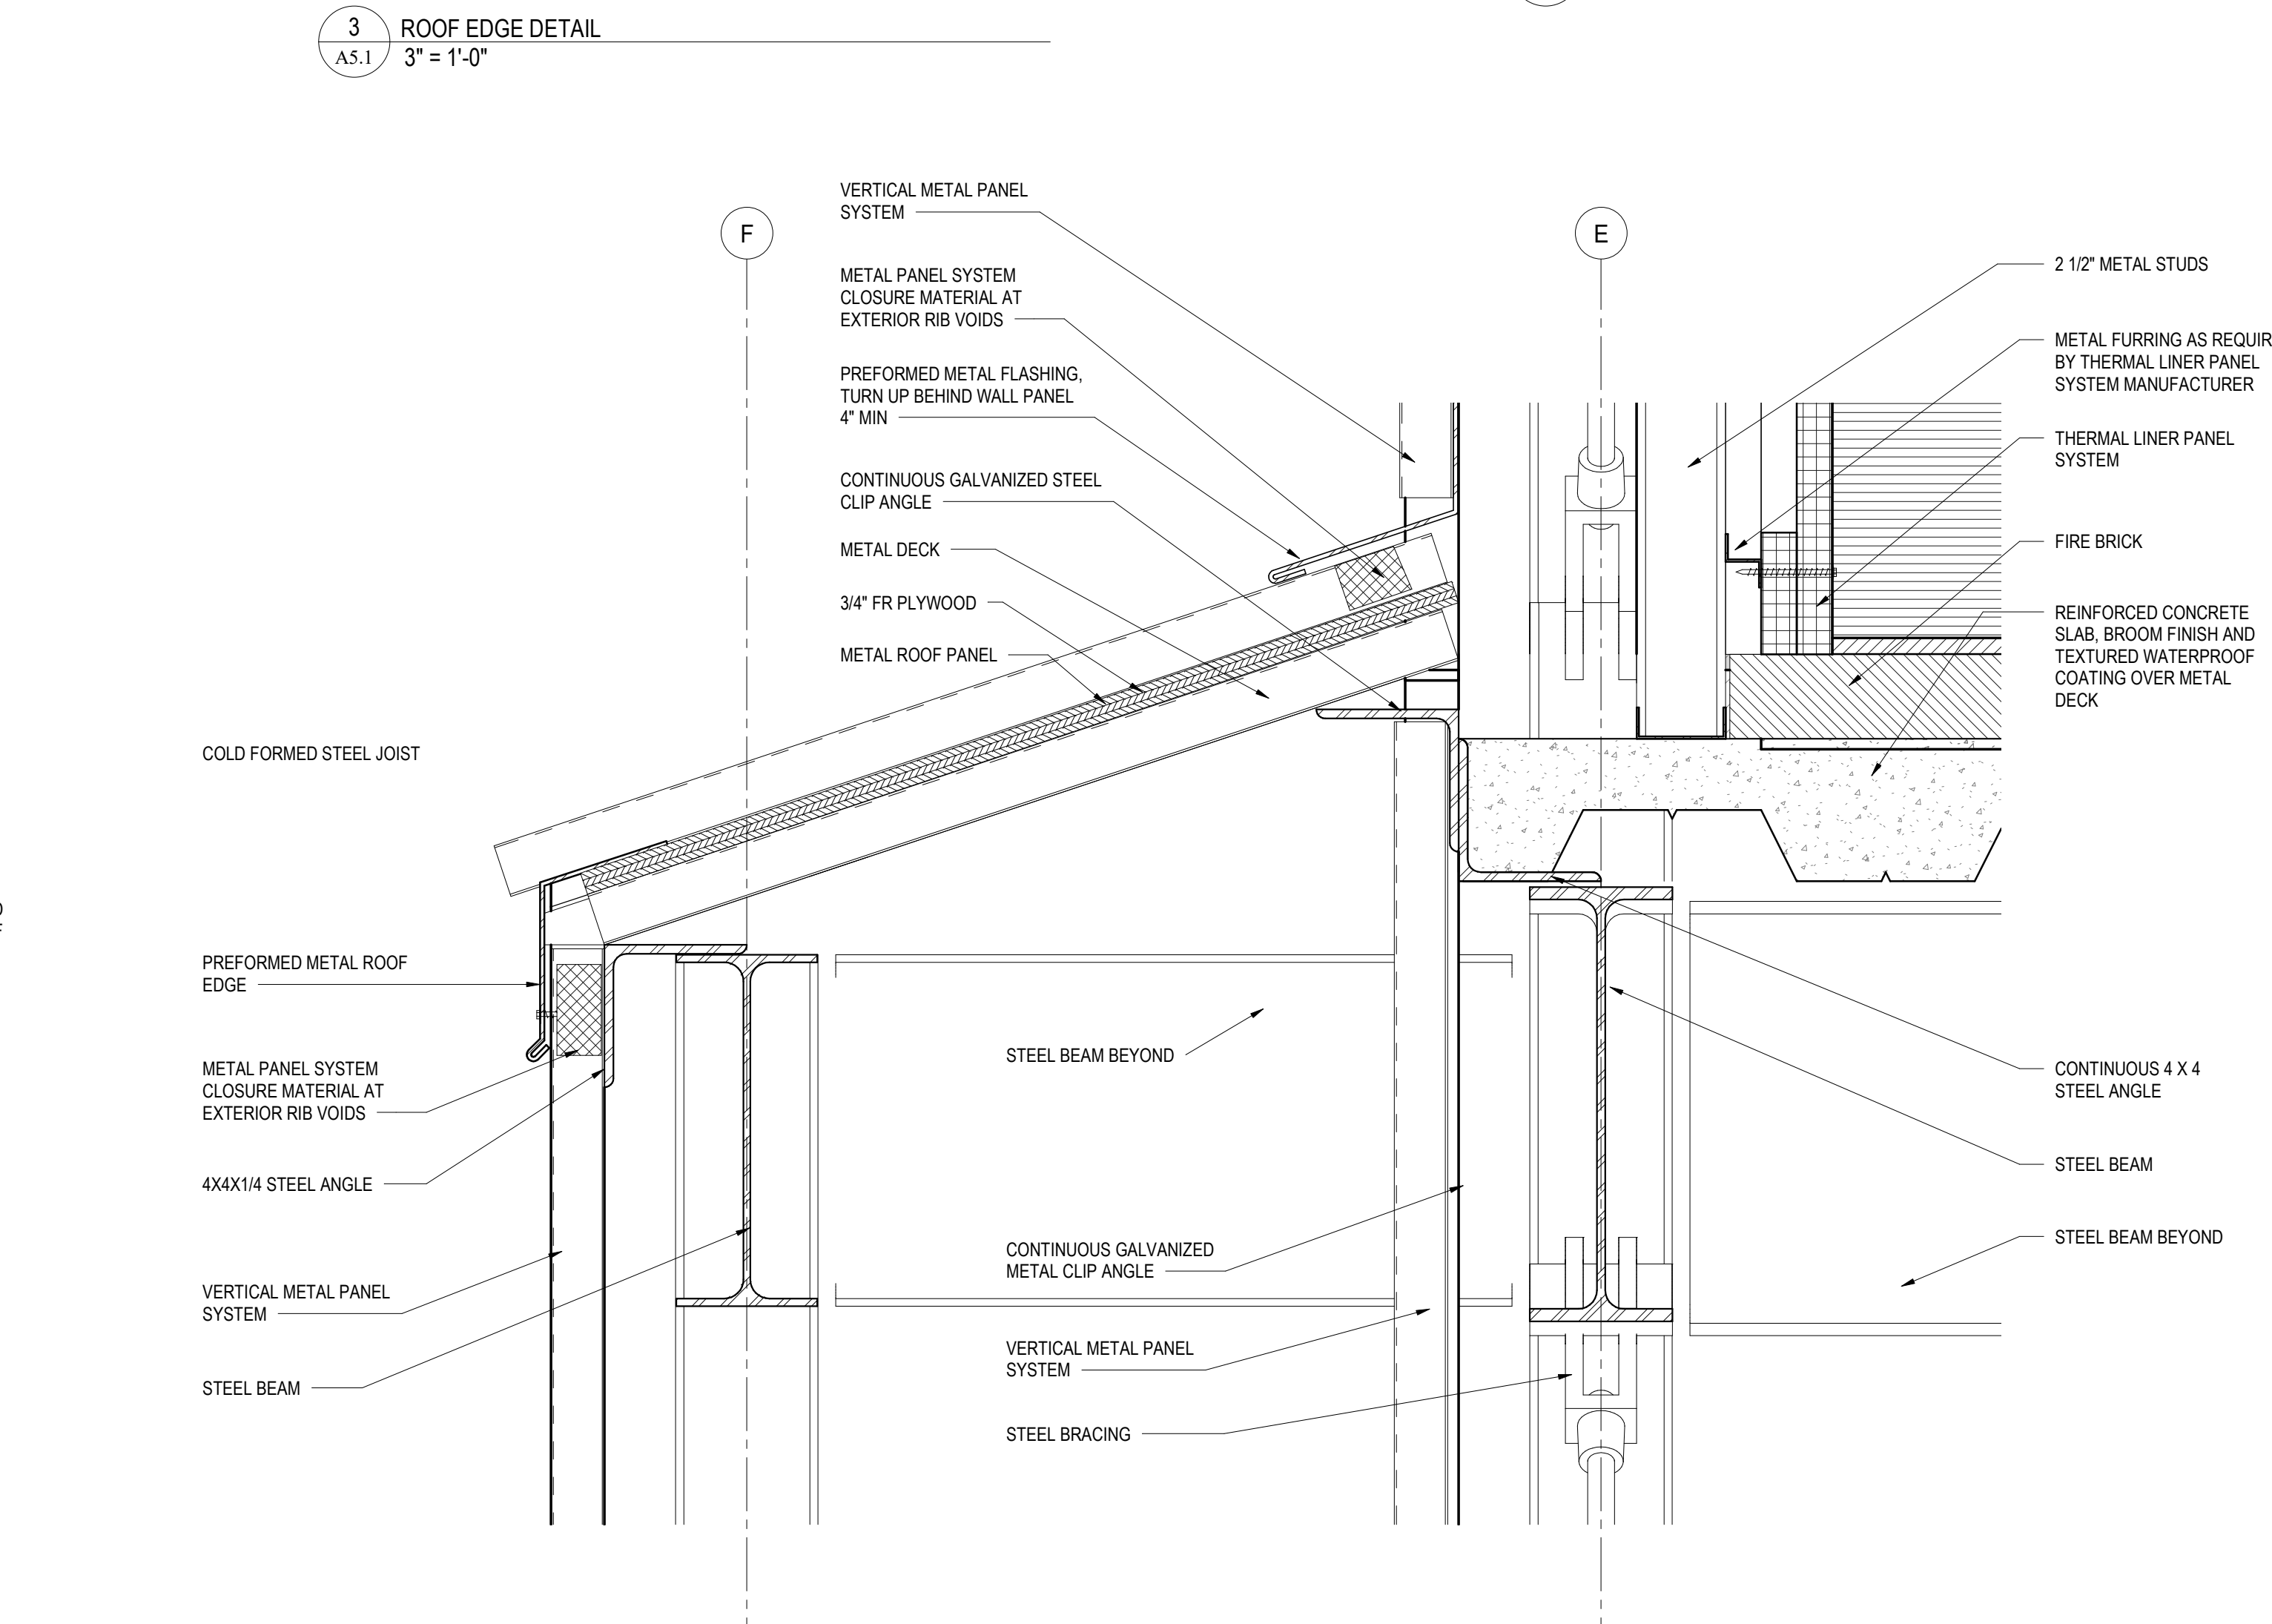 3
ROOF EDGE DETAIL
A5.1
3" = 1'-0"
F
E
VERTICAL METAL PANEL
SYSTEM
METAL PANEL SYSTEM
CLOSURE MATERIAL AT
EXTERIOR RIB VOIDS
PREFORMED METAL FLASHING,
TURN UP BEHIND WALL PANEL
4" MIN
CONTINUOUS GALVANIZED STEEL
CLIP ANGLE
METAL DECK
3/4" FR PLYWOOD
METAL ROOF PANEL
2 1/2" METAL STUDS
METAL FURRING AS REQUIR
BY THERMAL LINER PANEL
SYSTEM MANUFACTURER
THERMAL LINER PANEL
SYSTEM
FIRE BRICK
REINFORCED CONCRETE
SLAB, BROOM FINISH AND
TEXTURED WATERPROOF
COATING OVER METAL
DECK
COLD FORMED STEEL JOIST
PREFORMED METAL ROOF
EDGE
METAL PANEL SYSTEM
CLOSURE MATERIAL AT
EXTERIOR RIB VOIDS
4X4X1/4 STEEL ANGLE
VERTICAL METAL PANEL
SYSTEM
STEEL BEAM
STEEL BEAM BEYOND
CONTINUOUS GALVANIZED
METAL CLIP ANGLE
VERTICAL METAL PANEL
SYSTEM
STEEL BRACING
CONTINUOUS 4 X 4
STEEL ANGLE
STEEL BEAM
STEEL BEAM BEYOND